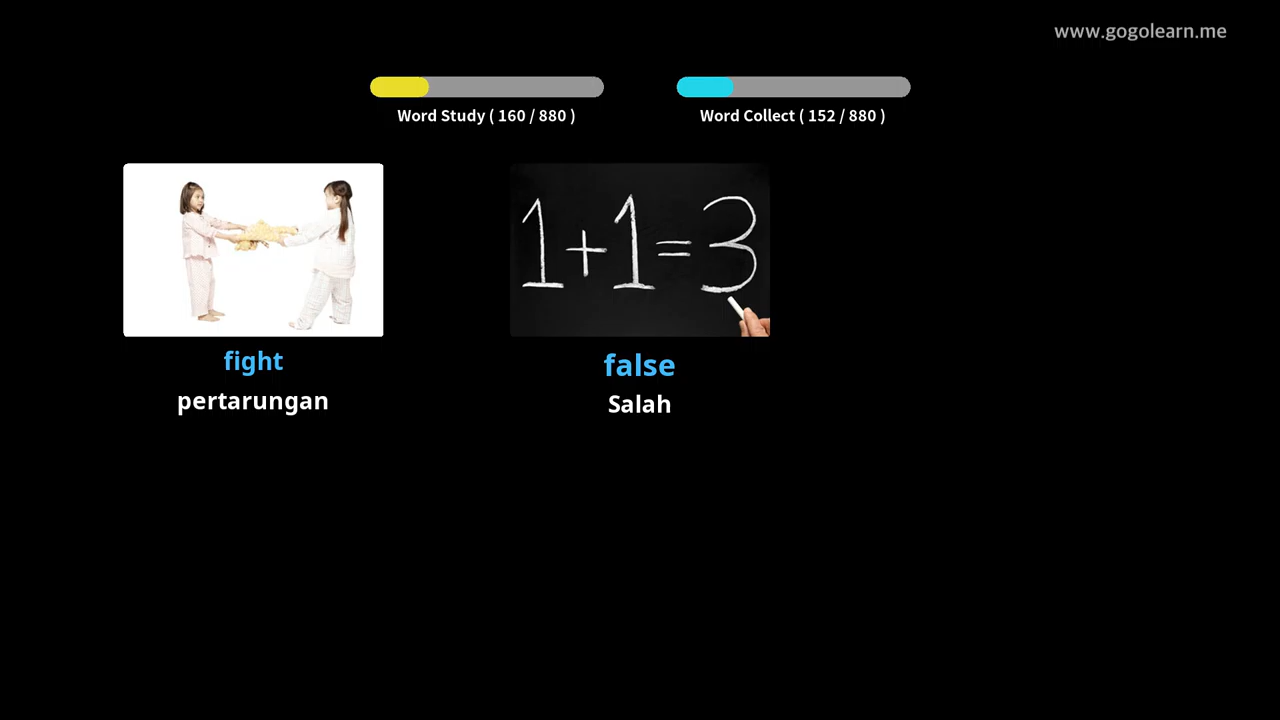 www.gogolearn.me
Word Study ( 160 / 880 )
Word Collect ( 152 / 880 )
1+1=3
fight
false
pertarungan
Salah